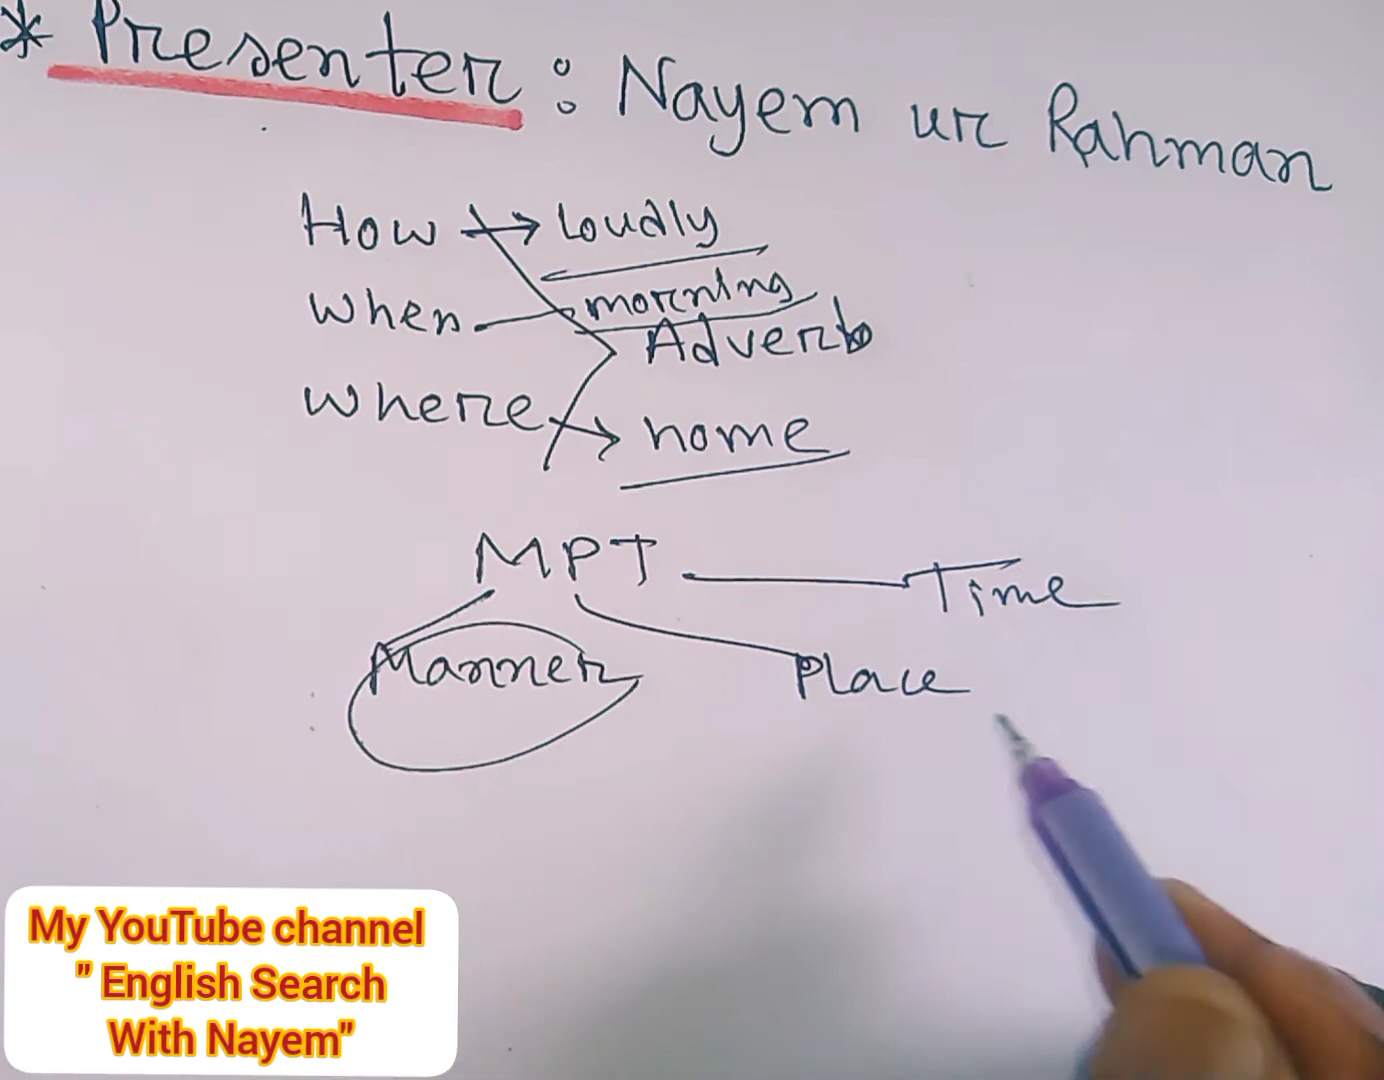 * Presenter : Nayem ur Rahman
How → Loudly
When morning
Adverb
Where → home
MPT Time
Manner Place
My YouTube channel
" English Search
With Nayem"